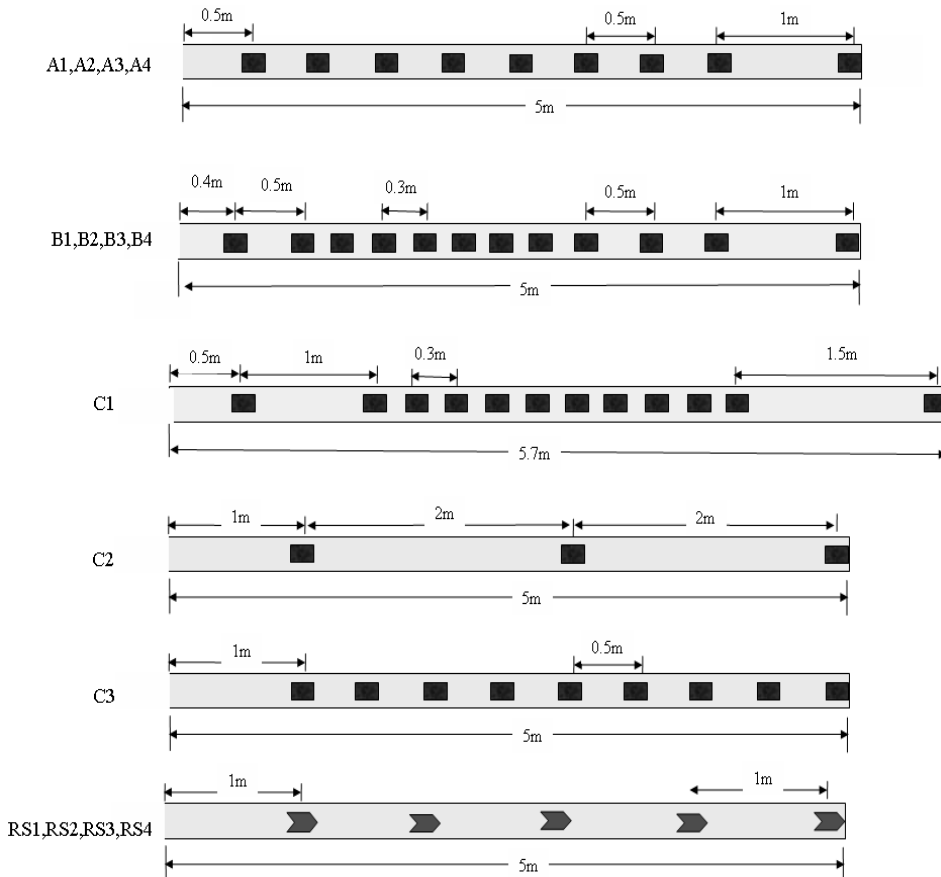 0.5m 0.5m 1m
A1,A2,A3,A4
5m
0.4m 0.5m 0.3m 0.5m 1m
B1,B2,B3,B4
5m
0.5m 1m 0.3m 1.5m
C1
5.7m
1m 2m 2m
C2
5m
1m 0.5m
C3
5m
1m 1m
RS1,RS2,RS3,RS4
5m